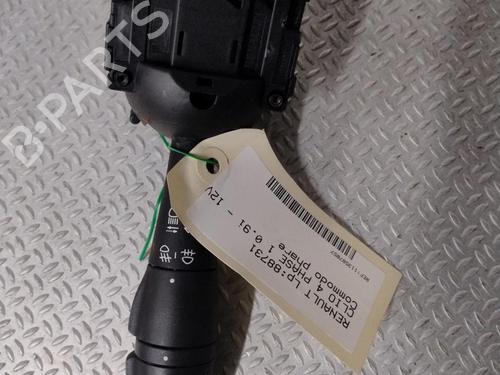 B-PARTS
RENAULT LP:88731
CLIO 4 PHASE 1 0.9i - 12V
Commodo phare